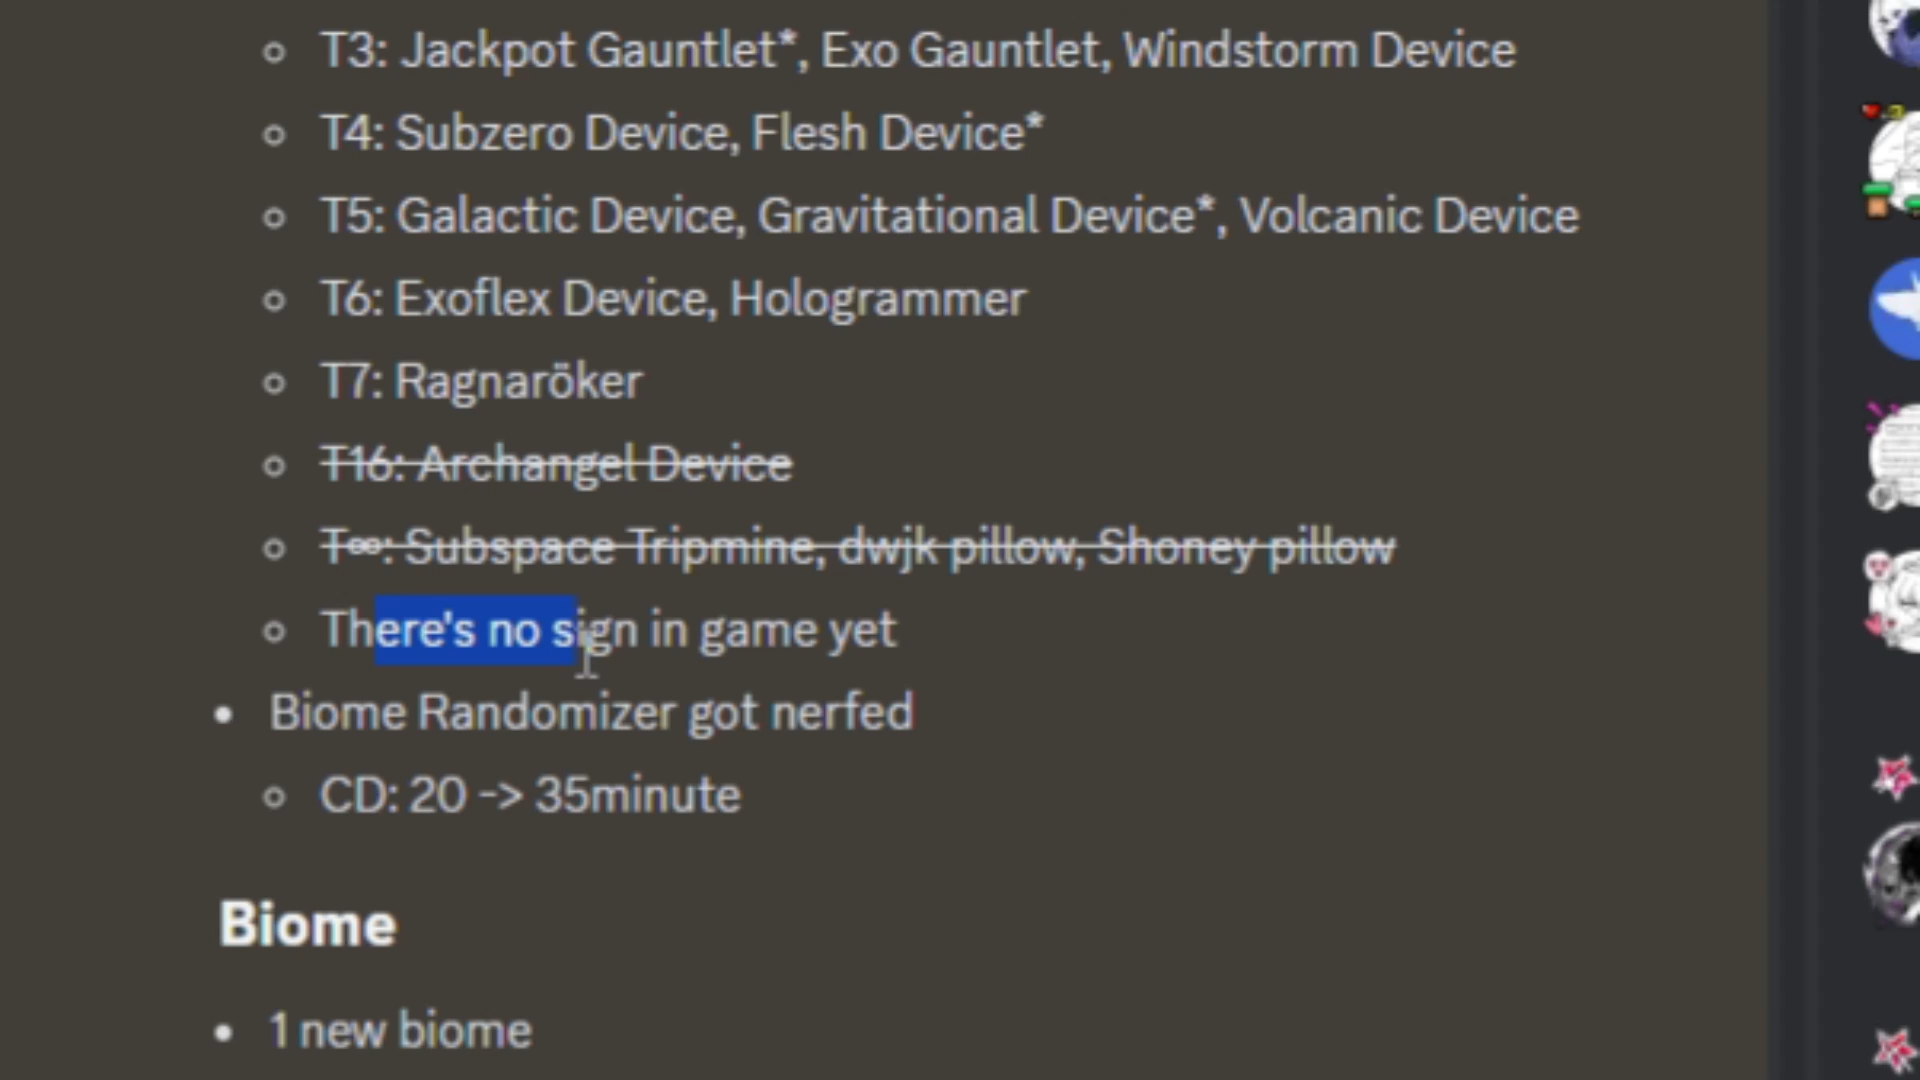 T3: Jackpot Gauntlet*, Exo Gauntlet, Windstorm Device
T4: Subzero Device, Flesh Device*
T5: Galactic Device, Gravitational Device*, Volcanic Device
T6: Exoflex Device, Hologrammer
T7: Ragnaröker
T16: Archangel Device
T∞: Subspace Tripmine, dwjk pillow, Shoney pillow
There's no sign in game yet
Biome Randomizer got nerfed
CD: 20 -> 35minute
Biome
1 new biome